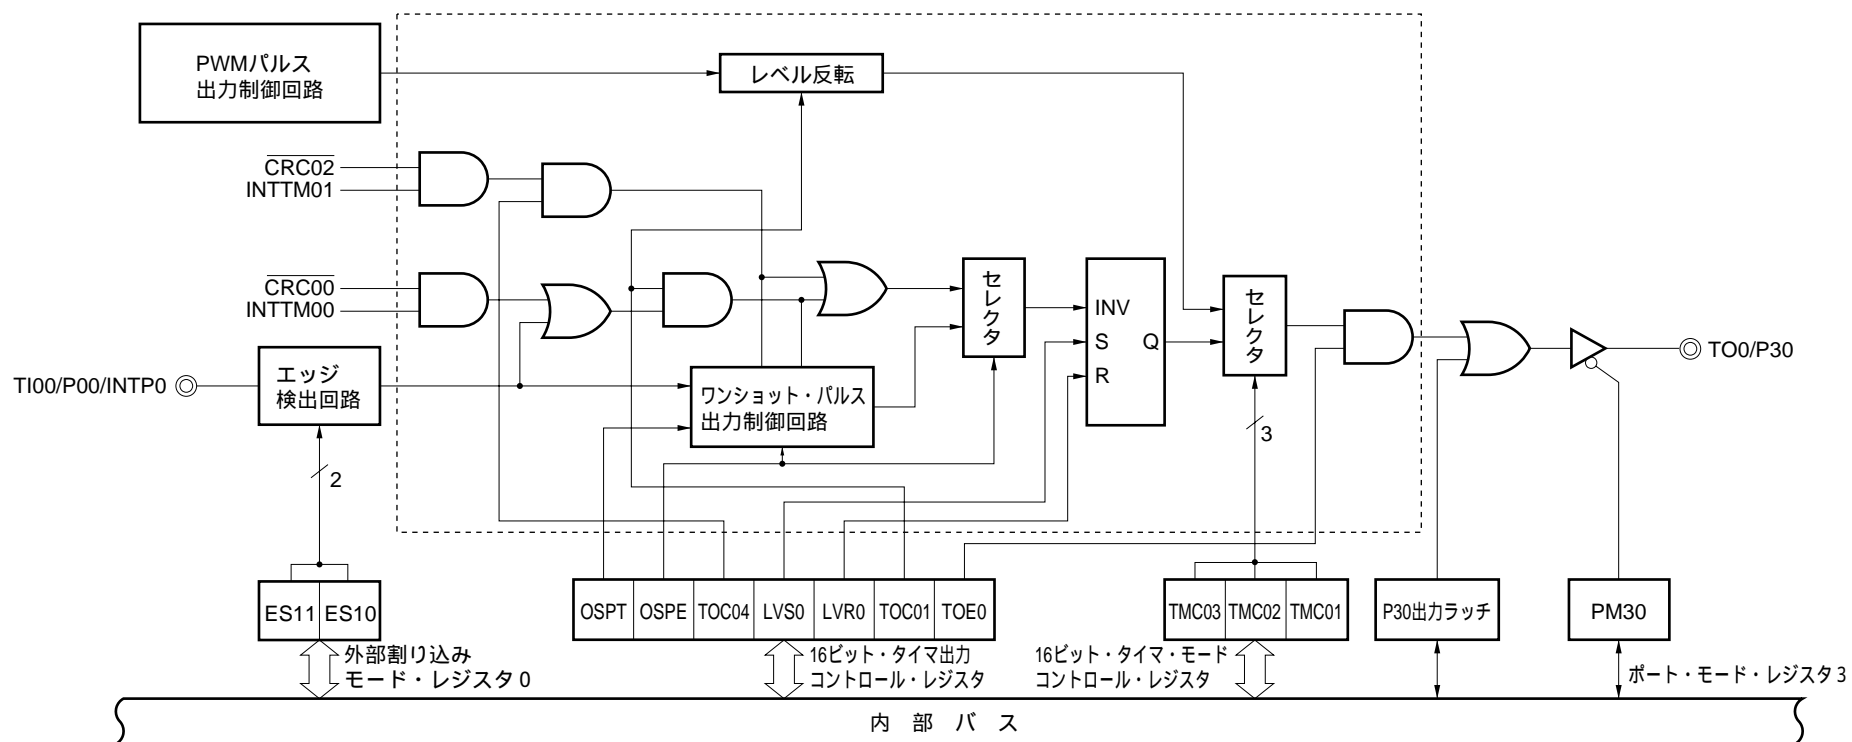 PWMパルス
出力制御回路
レベル反転
CRC02
INTTM01
CRC00
INTTM00
セレクタ
INV
S
Q
R
セレクタ
TO0/P30
TI00/P00/INTP0
エッジ
検出回路
ワンショット・パルス
出力制御回路
2
3
ES11 ES10
OSPT OSPE TOC04 LVS0 LVR0 TOC01 TOE0
TMC03 TMC02 TMC01
P30出力ラッチ
PM30
外部割り込み
モード・レジスタ0
16ビット・タイマ出力
コントロール・レジスタ
16ビット・タイマ・モード
コントロール・レジスタ
ポート・モード・レジスタ3
内部バス